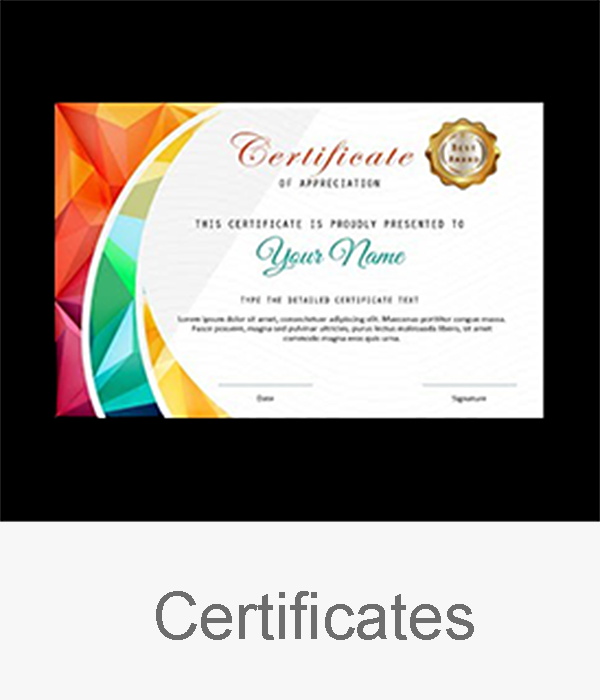 Certificate
OF APPRECIATION
BEST
BRAND
THIS CERTIFICATE IS PROUDLY PRESENTED TO
Your Name
TYPE THE DETAILED CERTIFICATE TEXT
Lorem ipsum dolor sit amet, consectetuer adipiscing elit. Maecenas porttitor congue massa.
Fusce posuere, magna sed pulvinar ultricies, purus lectus malesuada libero, sit amet
commodo magna eros quis urna.
Date
Signature
Certificates